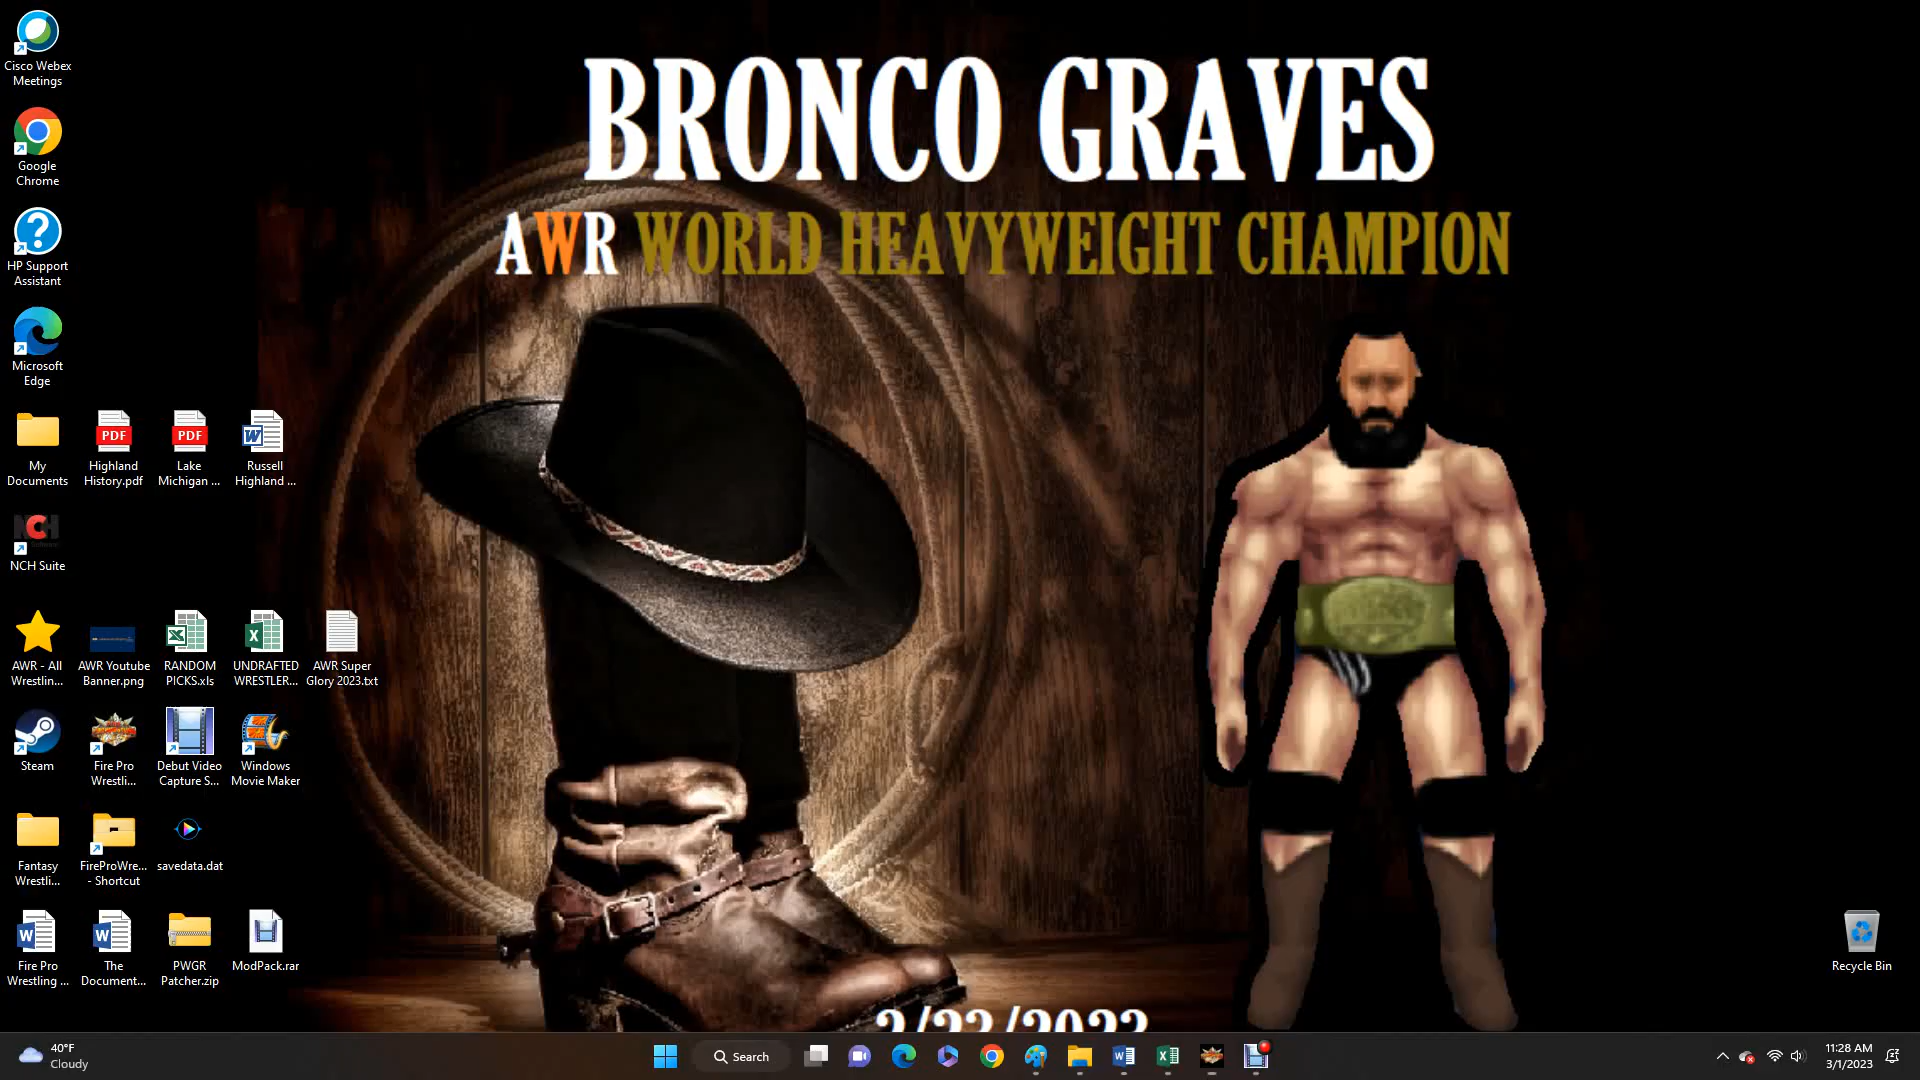 BRONCO GRAVES
AWR WORLD HEAVYWEIGHT CHAMPION
Cisco Webex
Meetings
Google
Chrome
HP Support
Assistant
Microsoft
Edge
My
Documents
PDF
Highland
History.pdf
PDF
Lake
Michigan ...
Russell
Highland ...
NCH
NCH Suite
AWR - All
Wrestlin...
AWR Youtube
Banner.png
RANDOM
PICKS.xls
UNDRAFTED
WRESTLER...
AWR Super
Glory 2023.txt
Steam
Fire Pro
Wrestli...
Debut Video
Capture S...
Windows
Movie Maker
Fantasy
Wrestli...
FireProWre...
- Shortcut
savedata.dat
Fire Pro
Wrestling ...
The
Document...
PWGR
Patcher.zip
ModPack.rar
Recycle Bin
40°F
Cloudy
Search
11:28 AM
3/1/2023